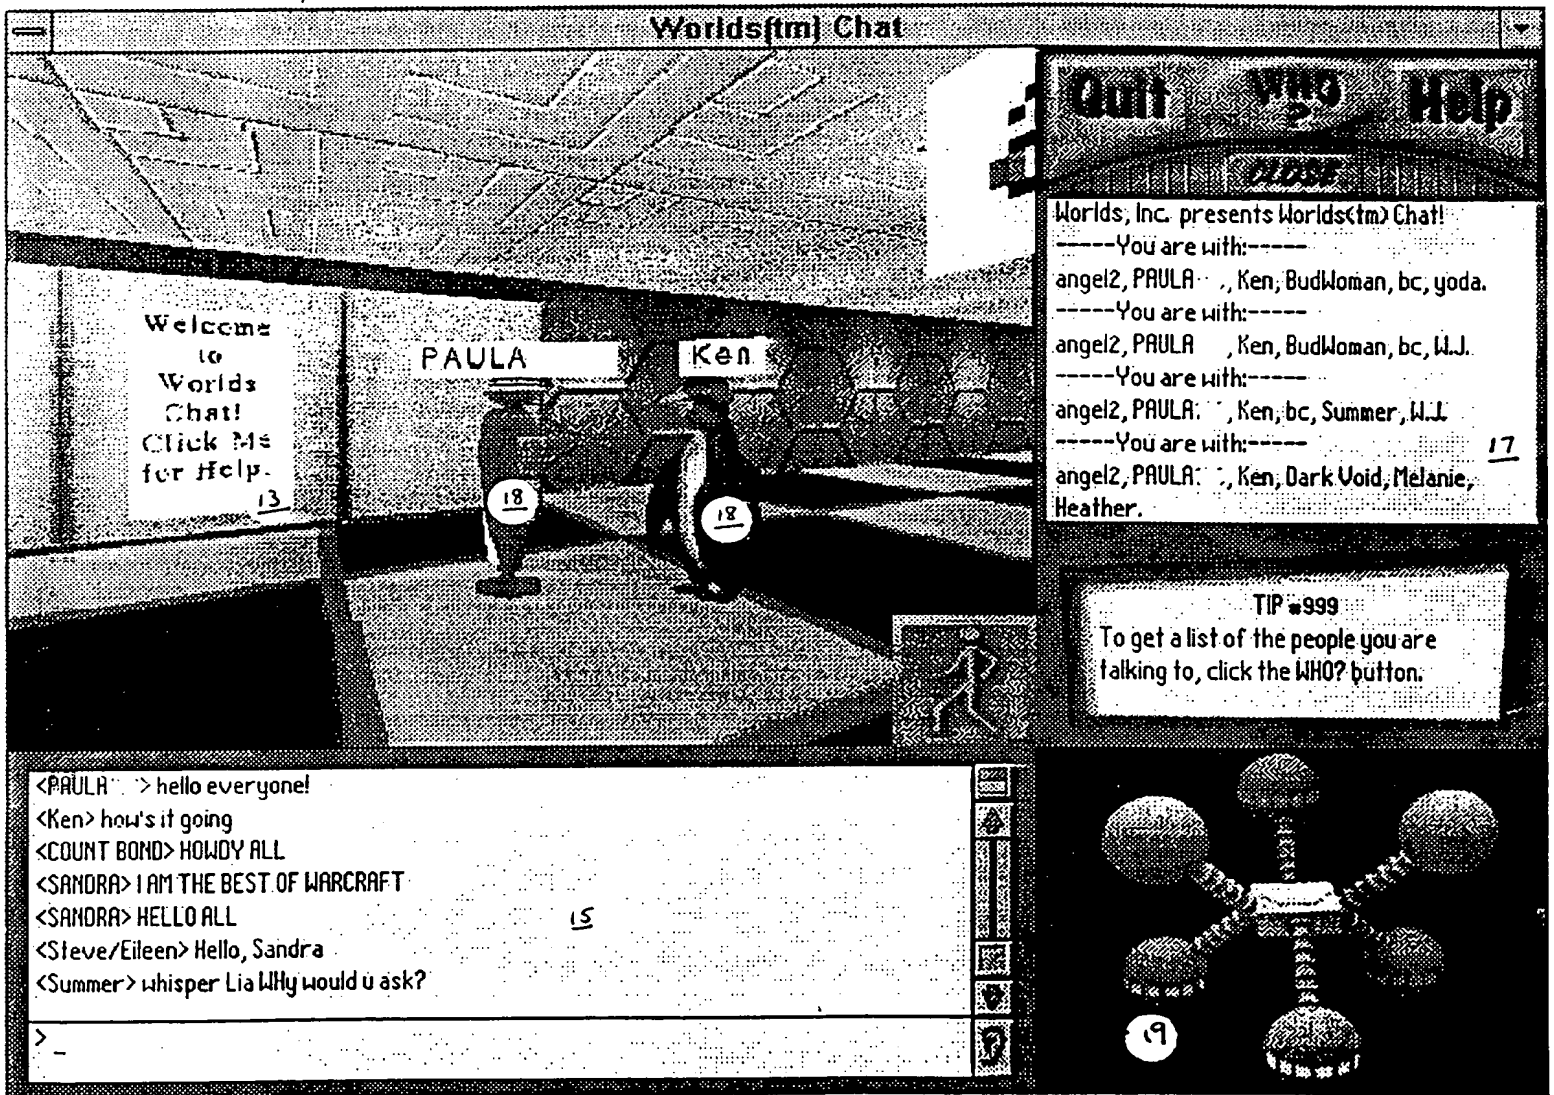 Worlds(tm) Chat
Quit WHO ? Help
CLOSE
Worlds, Inc. presents Worlds(tm) Chat!
-----You are with:-----
angel2, PAULA , Ken, BudWoman, bc, yoda.
-----You are with:-----
angel2, PAULA , Ken, BudWoman, bc, W.J.
-----You are with:-----
angel2, PAULA , Ken, bc, Summer, W.J.
-----You are with:-----
17
angel2, PAULA , Ken, Dark Void, Melanie,
Heather.
Welcome
to
Worlds
Chat!
Click Me
for Help.
13
PAULA
Ken
18
18
TIP #999
To get a list of the people you are
talking to, click the WHO? button.
<PAULA > hello everyone!
<Ken> how's it going
<COUNT BOND> HOWDY ALL
<SANDRA> I AM THE BEST OF WARCRAFT
<SANDRA> HELLO ALL
15
<Steve/Eileen> Hello, Sandra
<Summer> whisper Lia WHy would u ask?
>_
19